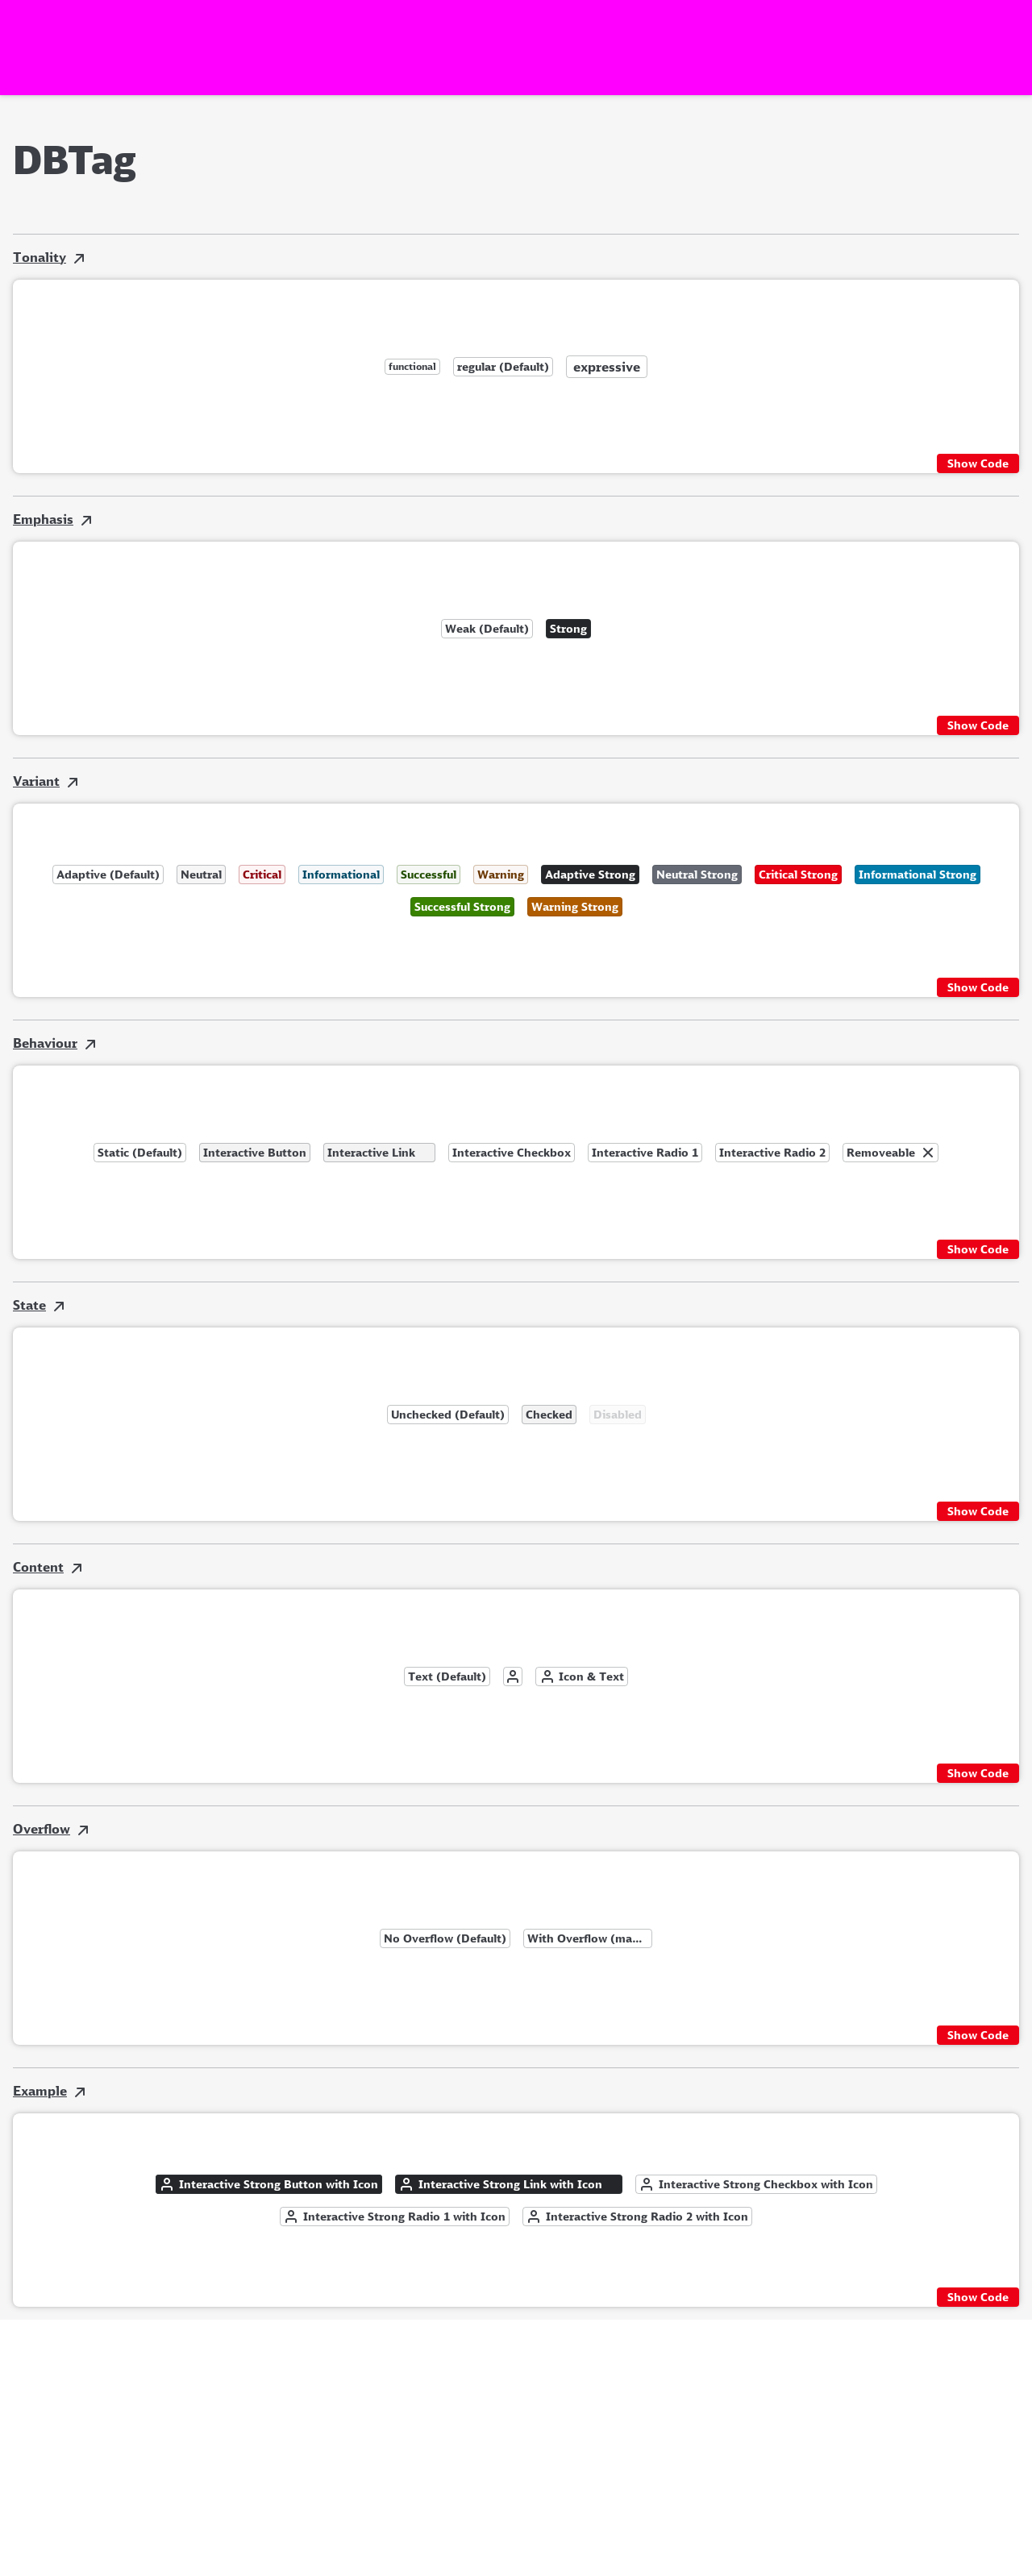 DBTag
Tonality
functional regular (Default) expressive
Show Code
Emphasis
Weak (Default) Strong
Show Code
Variant
Adaptive (Default) Neutral Critical Informational Successful Warning Adaptive Strong Neutral Strong Critical Strong Informational Strong
Successful Strong Warning Strong
Show Code
Behaviour
Static (Default) Interactive Button Interactive Link Interactive Checkbox Interactive Radio 1 Interactive Radio 2 Removeable
Show Code
State
Unchecked (Default) Checked Disabled
Show Code
Content
Text (Default) Icon & Text
Show Code
Overflow
No Overflow (Default) With Overflow (ma...
Show Code
Example
Interactive Strong Button with Icon Interactive Strong Link with Icon Interactive Strong Checkbox with Icon
Interactive Strong Radio 1 with Icon Interactive Strong Radio 2 with Icon
Show Code